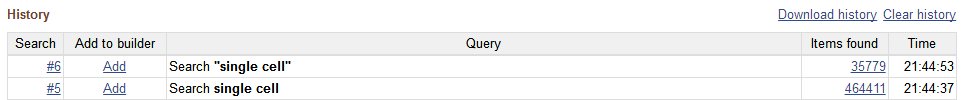 History Download history Clear history
Search Add to builder Query Items found Time
#6 Add Search "single cell" 35779 21:44:53
#5 Add Search single cell 464411 21:44:37